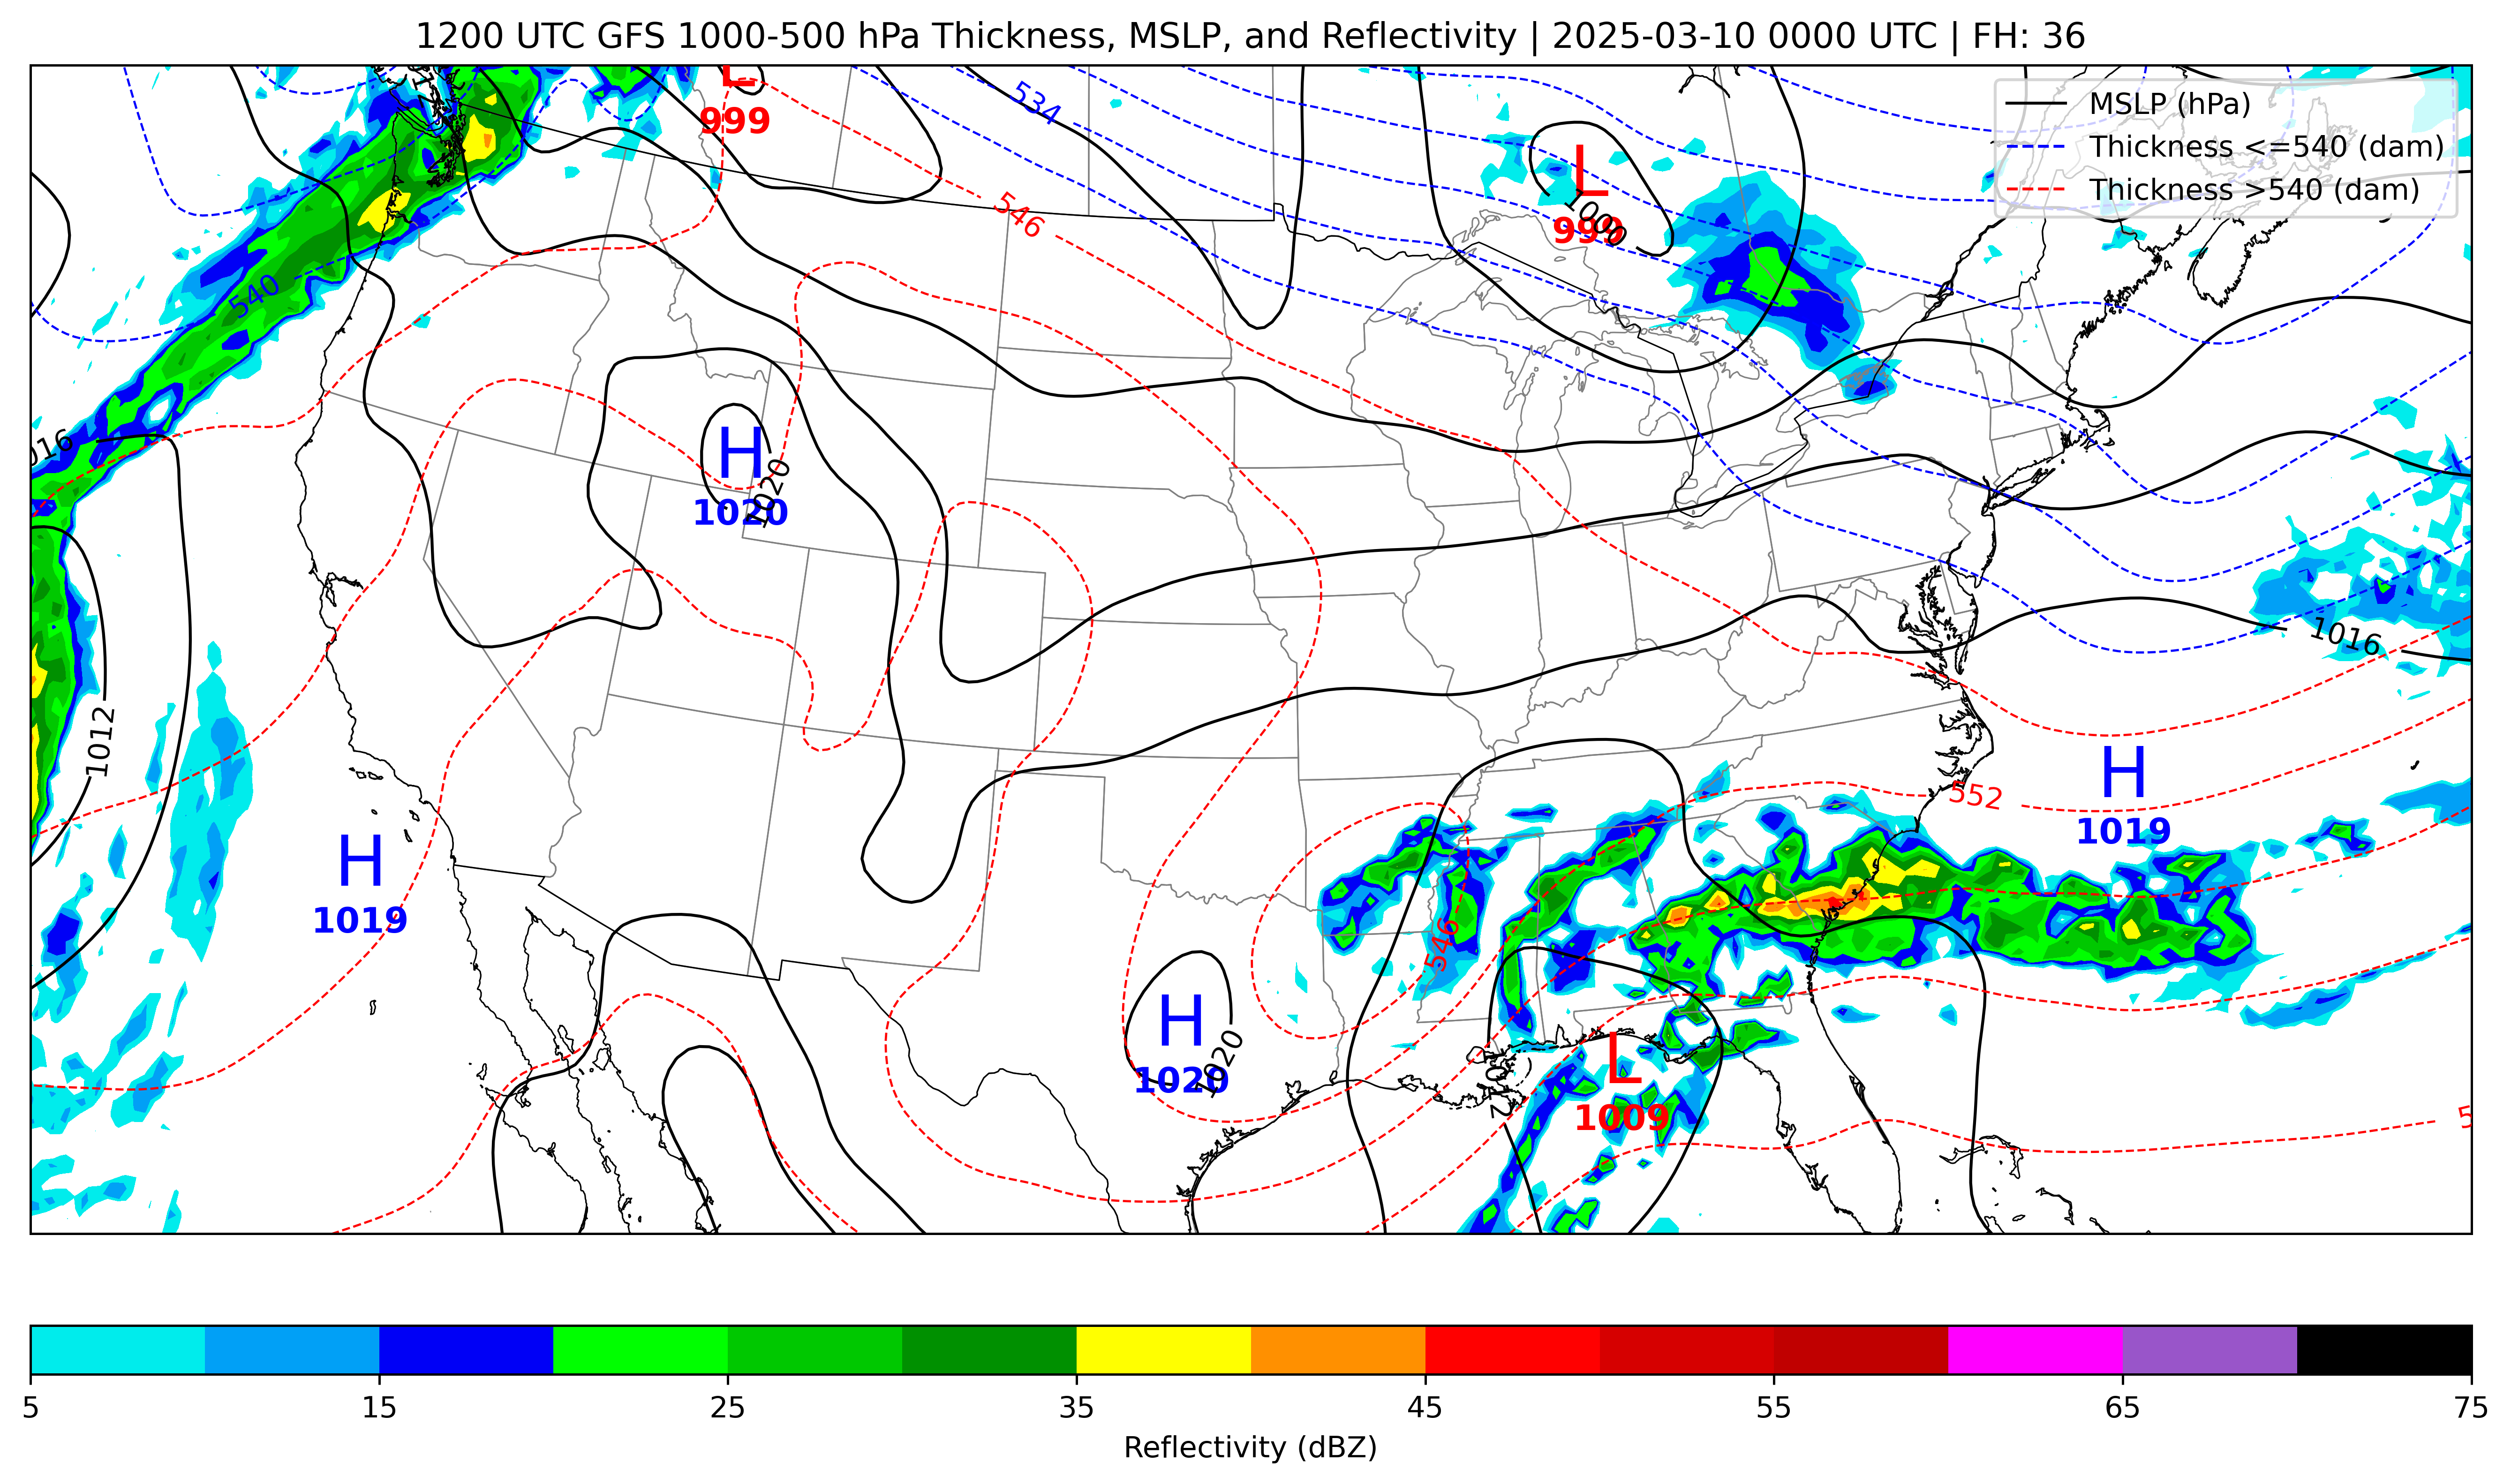 1200 UTC GFS 1000-500 hPa Thickness, MSLP, and Reflectivity | 2025-03-10 0000 UTC | FH: 36
MSLP (hPa)
Thickness <=540 (dam)
Thickness >540 (dam)
L
999
534
L
1000
999
546
540
H
1020
1020
1016
1012
552
H
1019
H
1019
546
H
1020
1020
L
1009
1012
5 15 25 35 45 55 65 75
Reflectivity (dBZ)